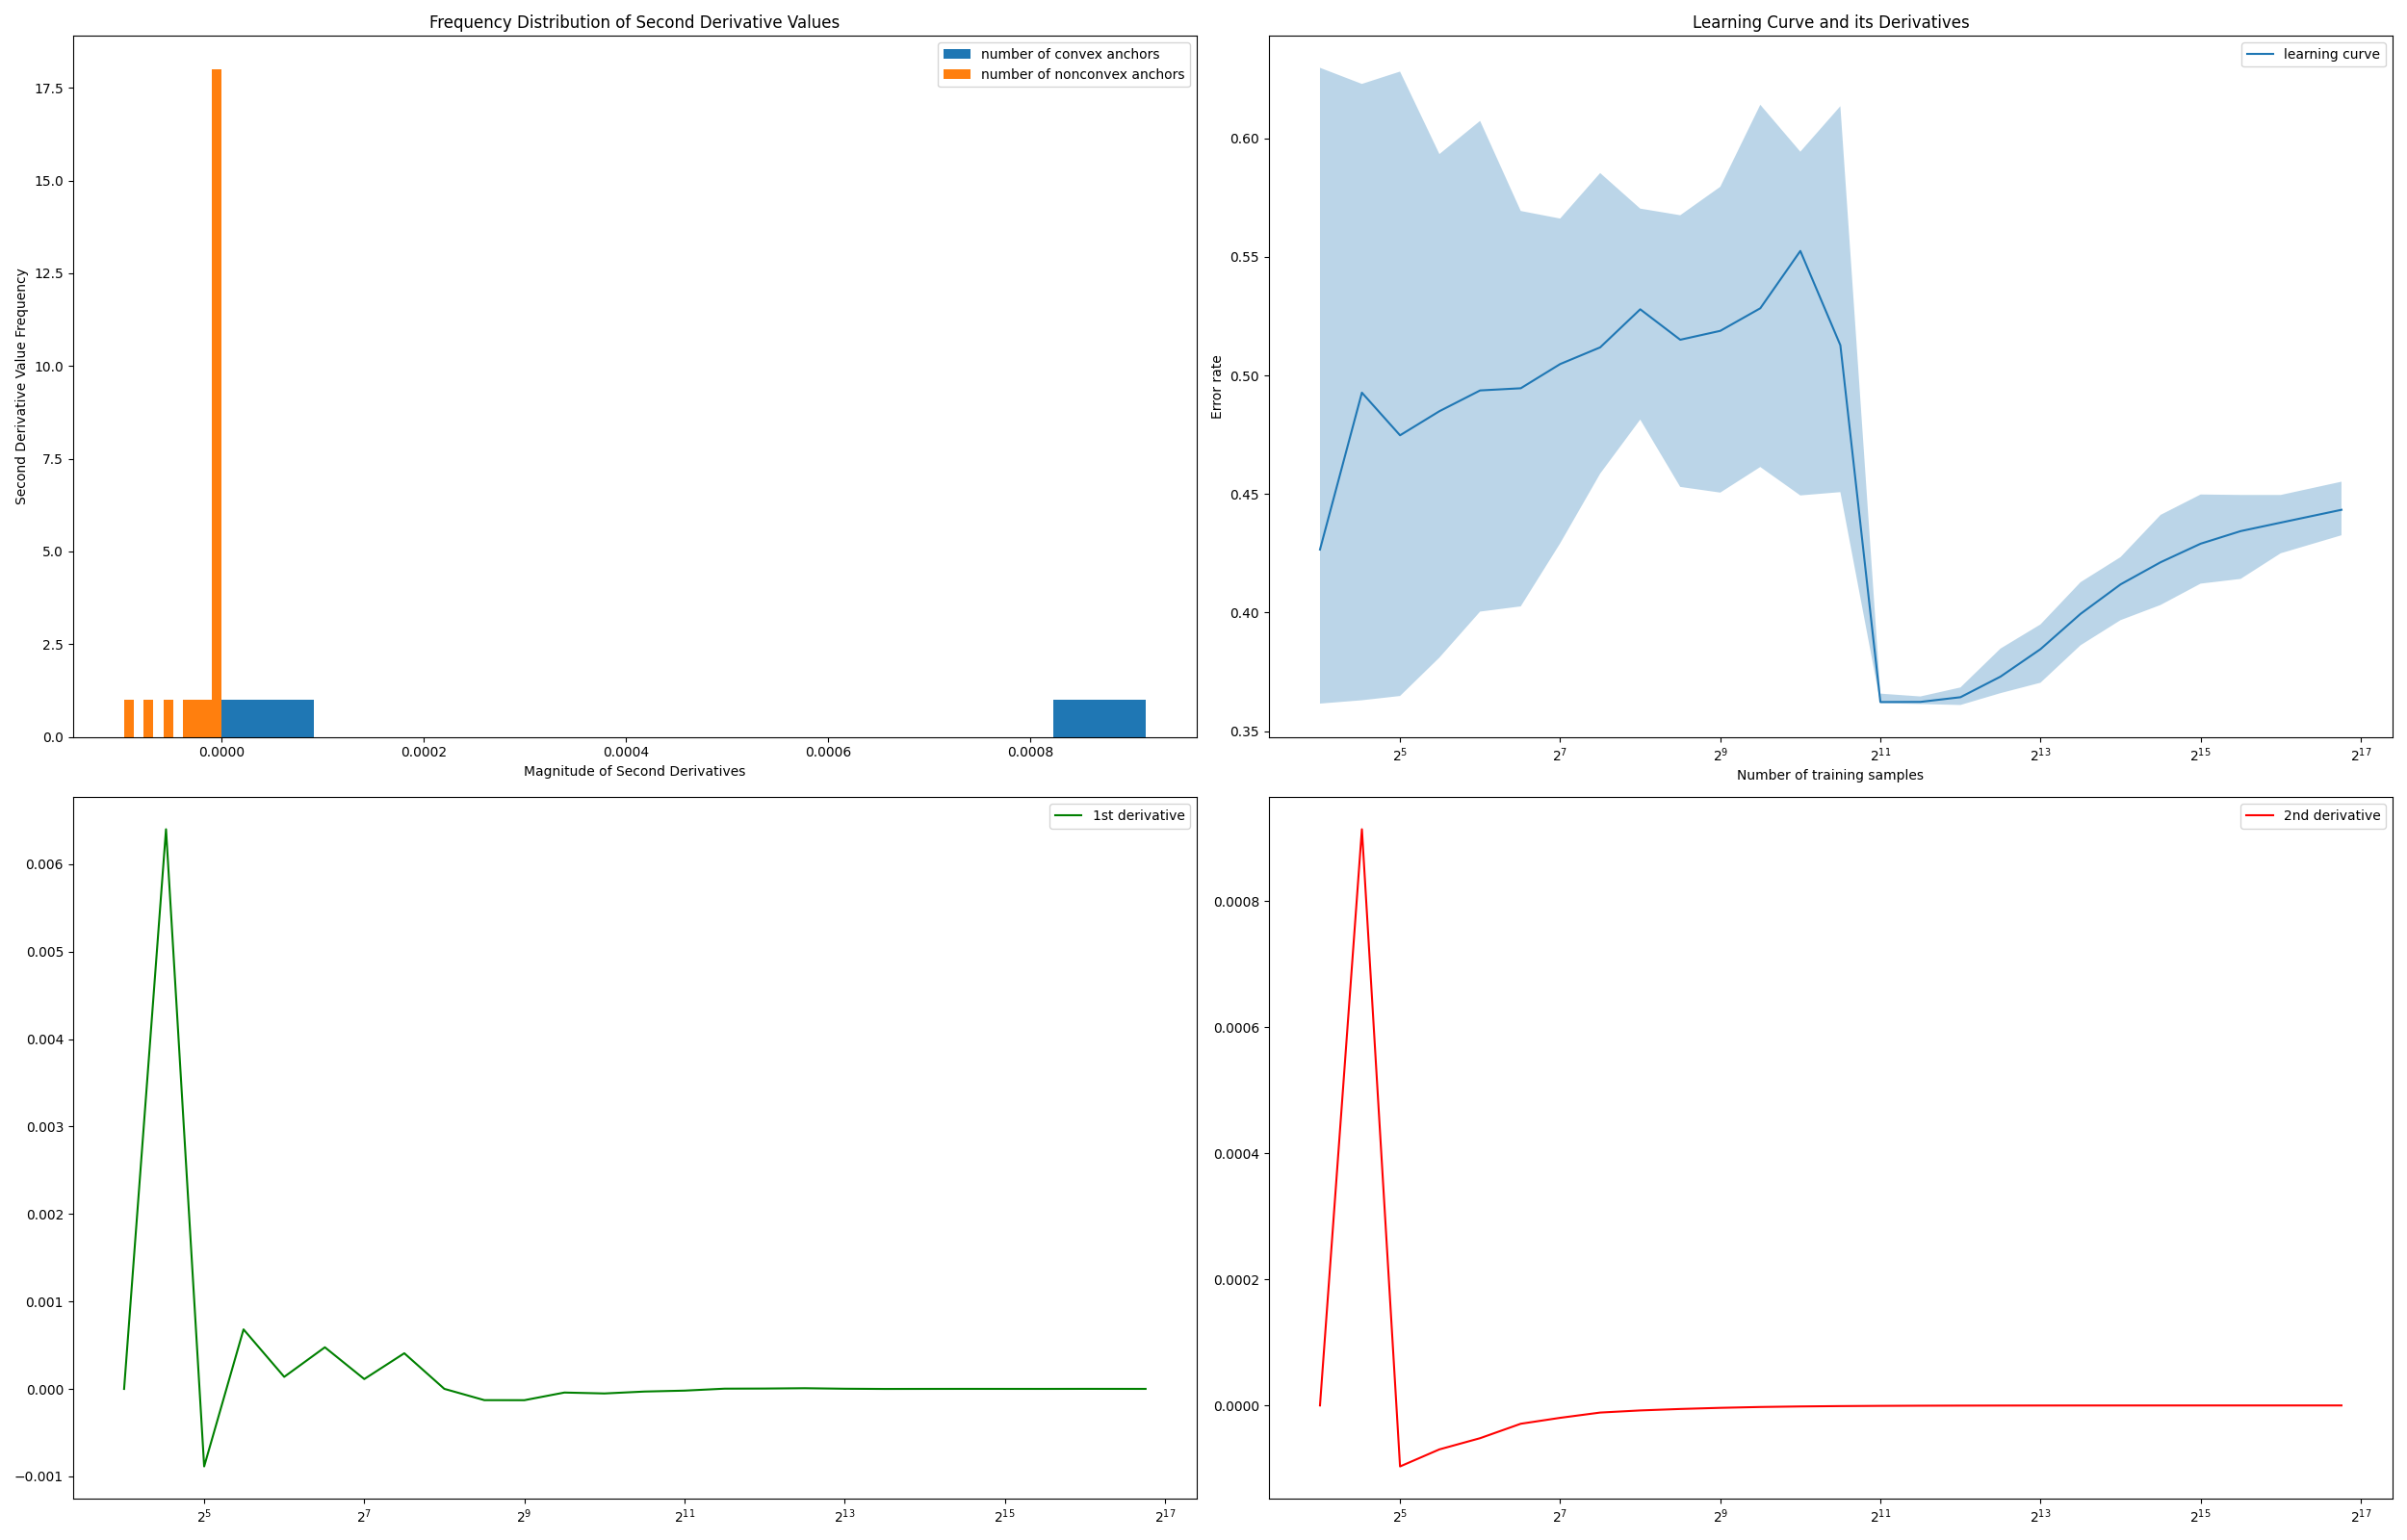 Frequency Distribution of Second Derivative Values
number of convex anchors
number of nonconvex anchors
Second Derivative Value Frequency
17.5
15.0
12.5
10.0
7.5
5.0
2.5
0.0
0.0000 0.0002 0.0004 0.0006 0.0008
Magnitude of Second Derivatives
Learning Curve and its Derivatives
learning curve
Error rate
0.60
0.55
0.50
0.45
0.40
0.35
2^5 2^7 2^9 2^11 2^13 2^15 2^17
Number of training samples
1st derivative
0.006
0.005
0.004
0.003
0.002
0.001
0.000
−0.001
2^5 2^7 2^9 2^11 2^13 2^15 2^17
2nd derivative
0.0008
0.0006
0.0004
0.0002
0.0000
2^5 2^7 2^9 2^11 2^13 2^15 2^17